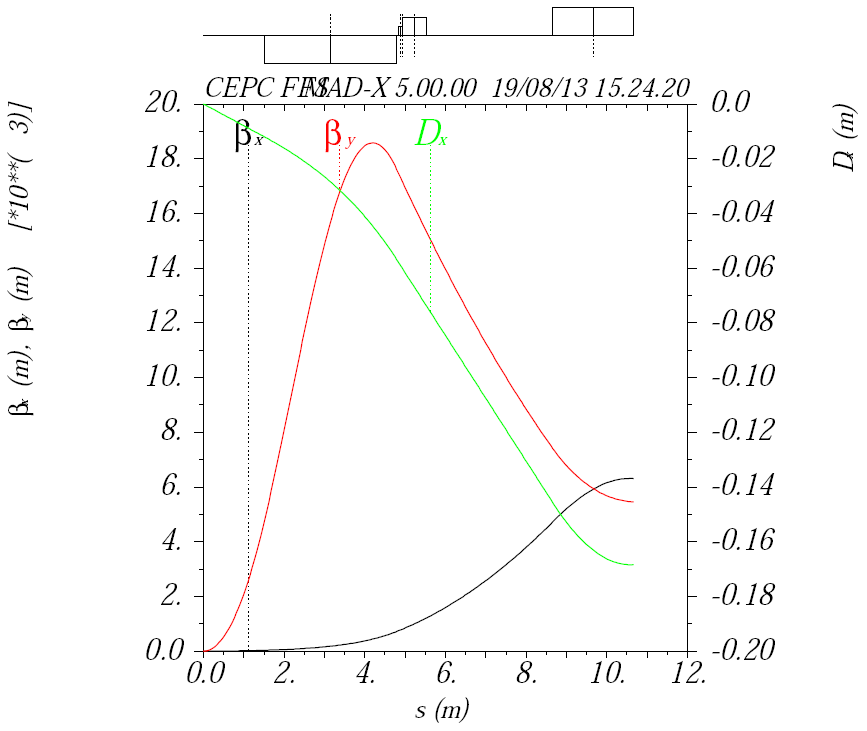 CEPC FFS MAD-X 5.00.00 19/08/13 15.24.20
βx (m), βy (m) [*10**( 3)]
Dx (m)
βx βy Dx
20. 0.0
18. -0.02
16. -0.04
14. -0.06
12. -0.08
10. -0.10
8. -0.12
6. -0.14
4. -0.16
2. -0.18
0.0 -0.20
0.0 2. 4. 6. 8. 10. 12.
s (m)